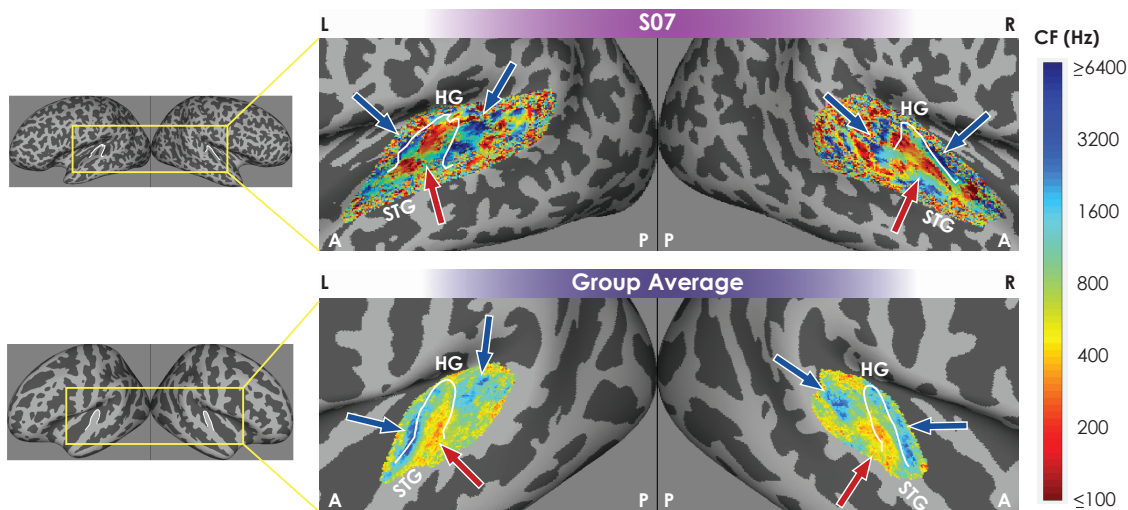 L S07 R
CF (Hz)
HG
HG
STG
STG
A P P A
≥6400
3200
1600
800
400
200
≤100
L Group Average R
HG
HG
STG
STG
A P P A